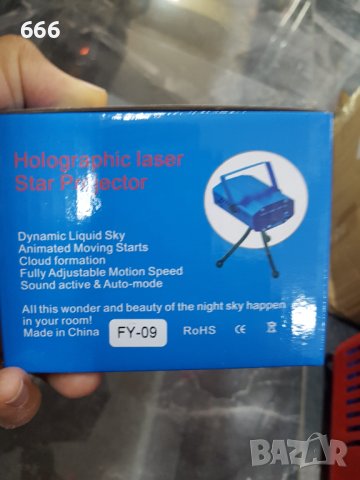 666
Holographic laser
Star Projector
Dynamic Liquid Sky
Animated Moving Starts
Cloud formation
Fully Adjustable Motion Speed
Sound active & Auto-mode
All this wonder and beauty of the night sky happen
in your room!
Made in China FY-09 RoHS CE
BAZAR